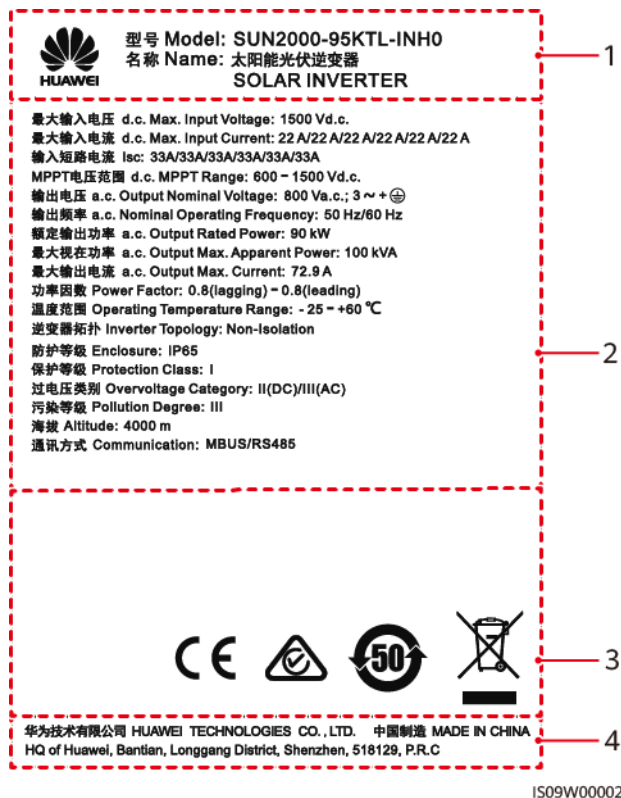 HUAWEI
型号 Model: SUN2000-95KTL-INH0
名称 Name: 太阳能光伏逆变器
SOLAR INVERTER
1
最大输入电压 d.c. Max. Input Voltage: 1500 Vd.c.
最大输入电流 d.c. Max. Input Current: 22 A/22 A/22 A/22 A/22 A/22 A
输入短路电流 Isc: 33A/33A/33A/33A/33A/33A
MPPT电压范围 d.c. MPPT Range: 600 - 1500 Vd.c.
输出电压 a.c. Output Nominal Voltage: 800 Va.c.; 3 ~ + ⏚
输出频率 a.c. Nominal Operating Frequency: 50 Hz/60 Hz
额定输出功率 a.c. Output Rated Power: 90 kW
最大视在功率 a.c. Output Max. Apparent Power: 100 kVA
最大输出电流 a.c. Output Max. Current: 72.9 A
功率因数 Power Factor: 0.8(lagging) - 0.8(leading)
温度范围 Operating Temperature Range: - 25 - +60 ℃
逆变器拓扑 Inverter Topology: Non-Isolation
防护等级 Enclosure: IP65
保护等级 Protection Class: I
过电压类别 Overvoltage Category: II(DC)/III(AC)
污染等级 Pollution Degree: III
海拔 Altitude: 4000 m
通讯方式 Communication: MBUS/RS485
2
CE
50
3
华为技术有限公司 HUAWEI TECHNOLOGIES CO., LTD. 中国制造 MADE IN CHINA
HQ of Huawei, Bantian, Longgang District, Shenzhen, 518129, P.R.C
4
IS09W00002